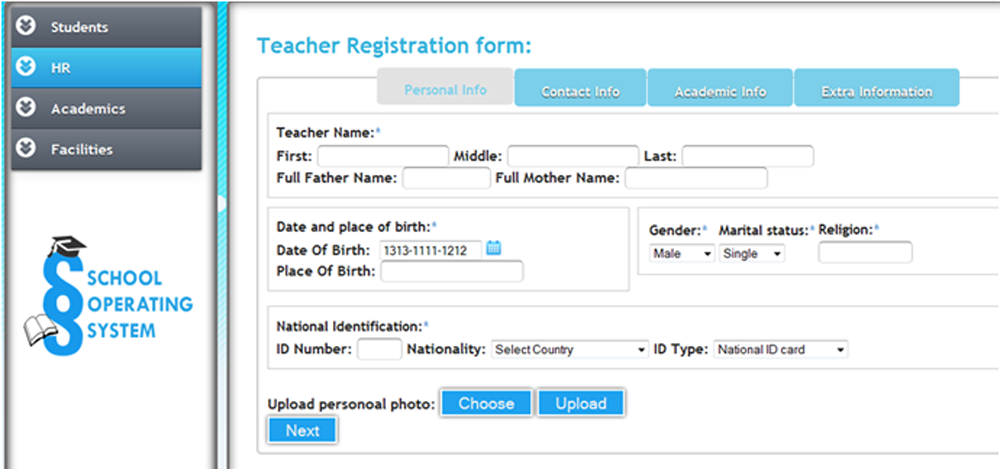 Students
HR
Academics
Facilities
SCHOOL
OPERATING
SYSTEM
Teacher Registration form:
Personal Info Contact Info Academic Info Extra Information
Teacher Name:*
First: Middle: Last:
Full Father Name: Full Mother Name:
Date and place of birth:*
Date Of Birth: 1313-1111-1212
Place Of Birth:
Gender:* Marital status:* Religion:*
Male Single
National Identification:*
ID Number: Nationality: Select Country ID Type: National ID card
Upload personoal photo: Choose Upload
Next